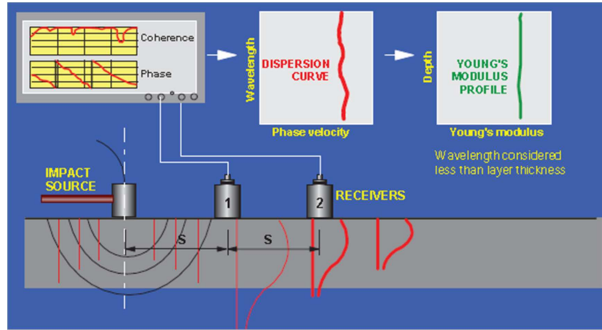 Coherence
Phase
Wavelength
DISPERSION
CURVE
Phase velocity
Depth
YOUNG'S
MODULUS
PROFILE
Young's modulus
Wavelength considered
less than layer thickness
IMPACT
SOURCE
1
2
RECEIVERS
S
S